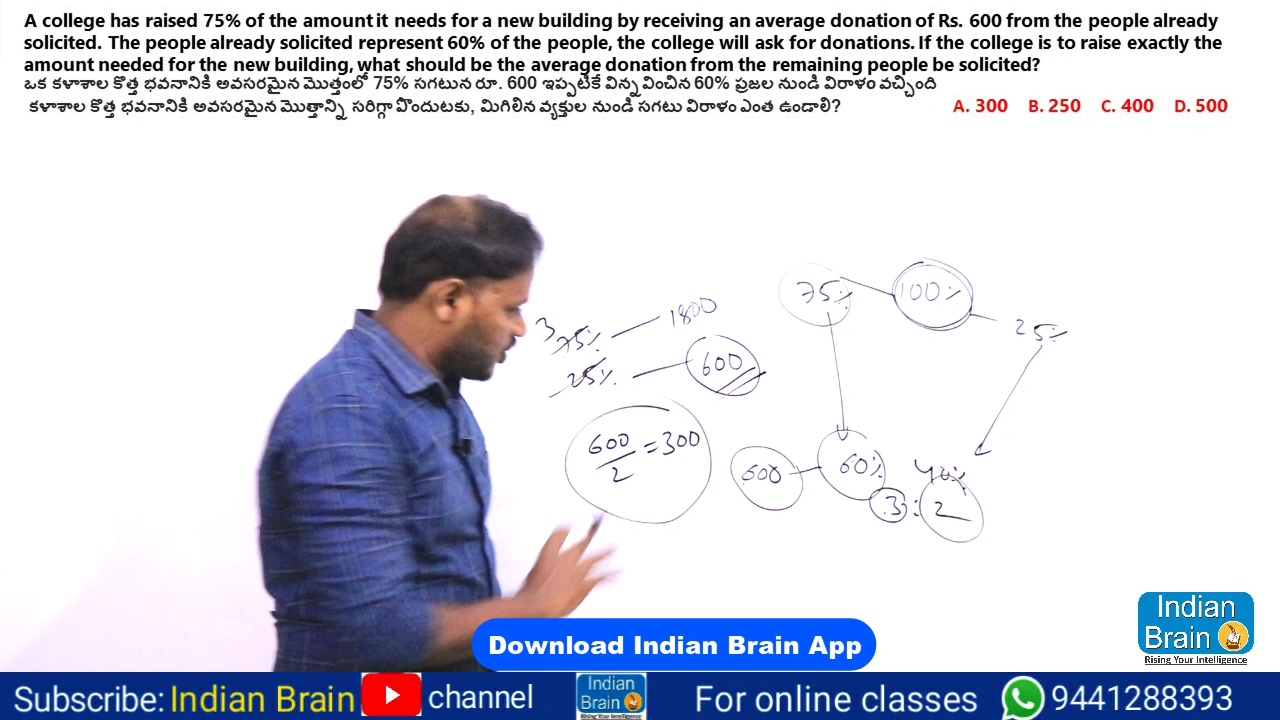 A college has raised 75% of the amount it needs for a new building by receiving an average donation of Rs. 600 from the people already
solicited. The people already solicited represent 60% of the people, the college will ask for donations. If the college is to raise exactly the
amount needed for the new building, what should be the average donation from the remaining people be solicited?
ఒక కళాశాల కొత్త భవనానికి అవసరమైన మొత్తంలో 75% సగటున రూ. 600 ఇప్పటికే విన్నవించిన 60% ప్రజల నుండి విరాళం వచ్చింది
కళాశాల కొత్త భవనానికి అవసరమైన మొత్తాన్ని సరిగ్గా పొందుటకు, మిగిలిన వ్యక్తుల నుండి సగటు విరాళం ఎంత ఉండాలి? A. 300 B. 250 C. 400 D. 500
75% 100%
25%
3 75% 1800
25% 600
600/2 = 300
600 60% 40%
3 : 2
Indian
Brain
Rising Your Intelligence
Download Indian Brain App
Subscribe: Indian Brain channel
Indian
Brain
Rising Your Intelligence
For online classes 9441288393